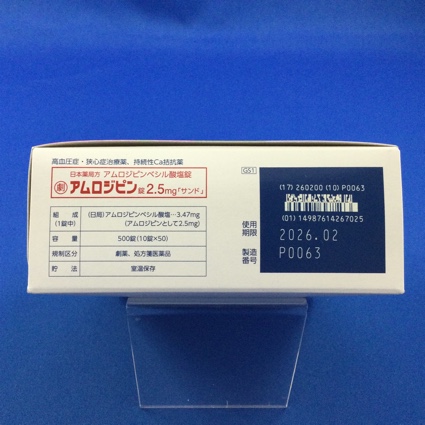 高血圧症・狭心症治療薬、持続性Ca拮抗薬
日本薬局方 アムロジピンベシル酸塩錠
劇 アムロジピン錠2.5mg「サンド」
組成(1錠中) (日局)アムロジピンベシル酸塩…3.47mg
(アムロジピンとして2.5mg)
容量 500錠(10錠×50)
規制区分 劇薬、処方箋医薬品
貯法 室温保存
G51
(17) 260200 (10) P0063
(01) 14987614267025
使用期限 2026.02
製造番号 P0063